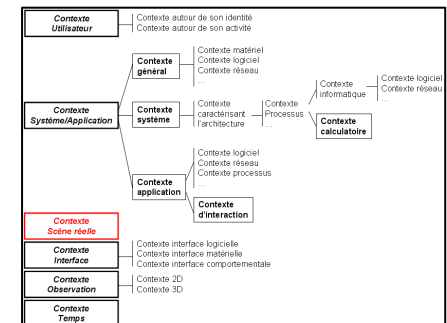 Contexte
Utilisateur
Contexte autour de son identité
Contexte autour de son activité
Contexte
Système/Application
Contexte
général
Contexte matériel
Contexte logiciel
Contexte réseau
...
Contexte
système
Contexte
caractérisant
l'architecture
Contexte
Processus
...
Contexte
informatique
Contexte logiciel
Contexte réseau
...
Contexte
calculatoire
Contexte
application
Contexte logiciel
Contexte réseau
Contexte processus
...
Contexte
d'interaction
Contexte
Scène réelle
Contexte
Interface
Contexte interface logicielle
Contexte interface matérielle
Contexte interface comportementale
Contexte
Observation
Contexte 2D
Contexte 3D
Contexte
Temps